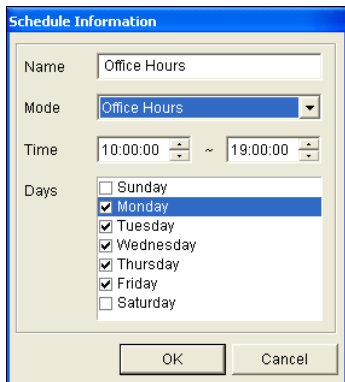 Schedule Information
Name Office Hours
Mode Office Hours
Time 10:00:00 ~ 19:00:00
Days Sunday
Monday
Tuesday
Wednesday
Thursday
Friday
Saturday
OK Cancel